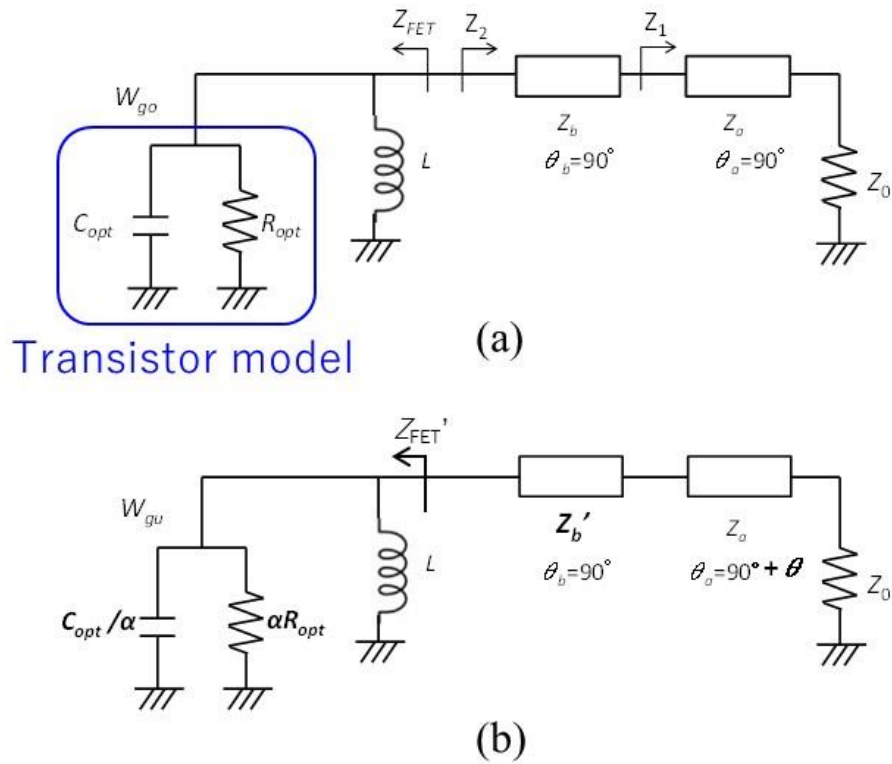 Z_FET Z_2 Z_1
W_go
Z_b Z_a
θ_b=90° θ_a=90°
L
Z_0
C_opt R_opt
Transistor model
(a)
Z_FET'
W_gu
Z_b' Z_a
θ_b=90° θ_a=90°+θ
L
Z_0
C_opt/α αR_opt
(b)